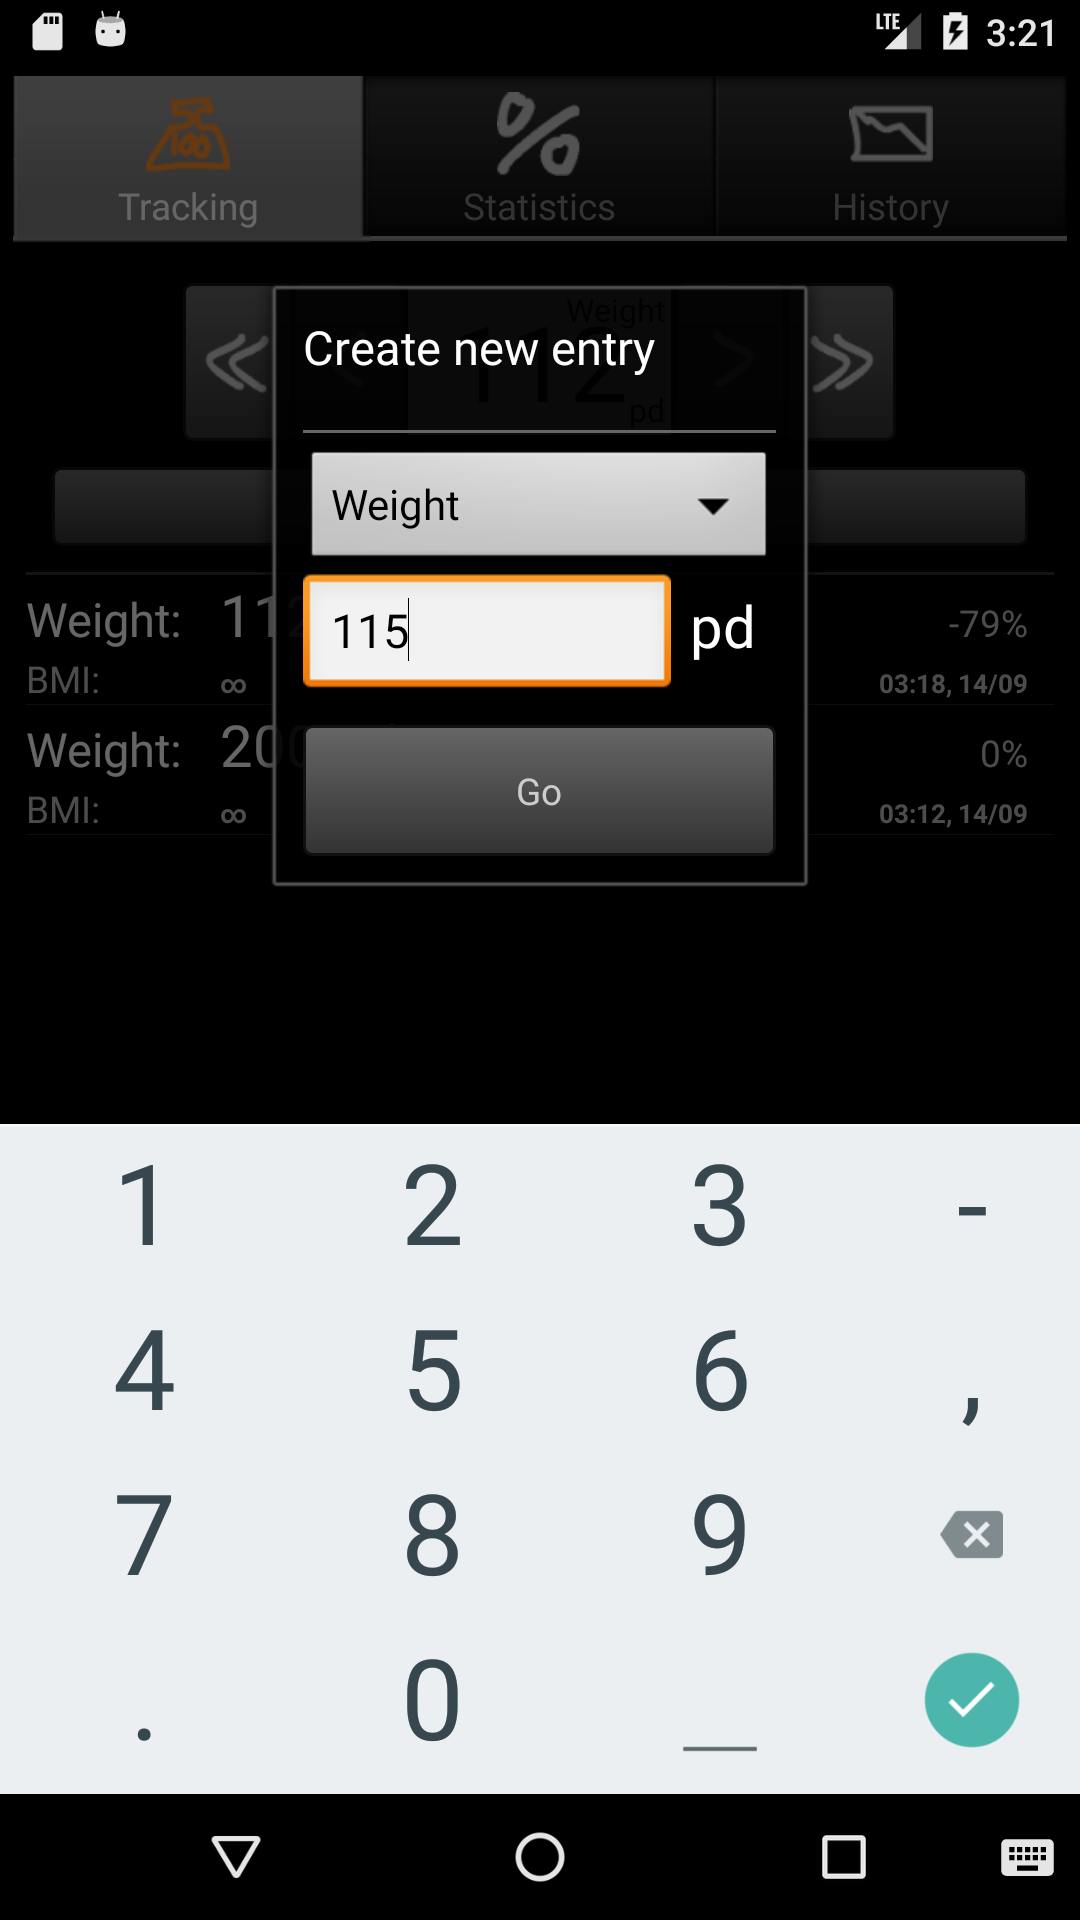 LTE 3:21
Tracking Statistics History
Weight
112
pd
Create new entry
Weight
115 pd
Go
Weight: 112 -79%
BMI: ∞ 03:18, 14/09
Weight: 200 0%
BMI: ∞ 03:12, 14/09
1 2 3 -
4 5 6 ,
7 8 9
. 0 _